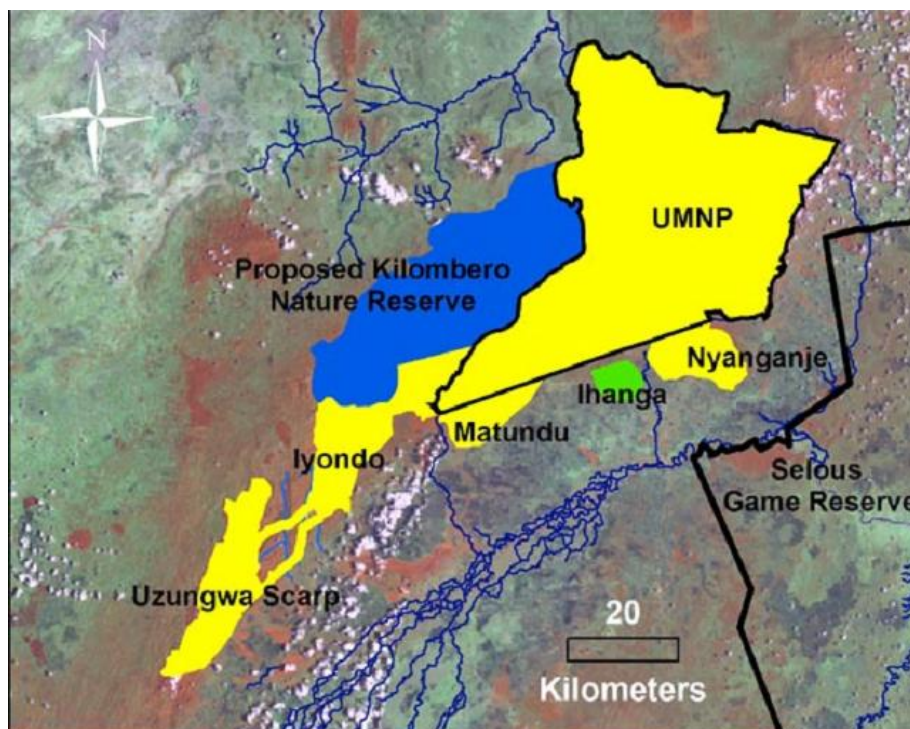 N
UMNP
Proposed Kilombero
Nature Reserve
Nyanganje
Ihanga
Matundu
Iyondo
Selous
Game Reserve
Uzungwa Scarp
20
Kilometers